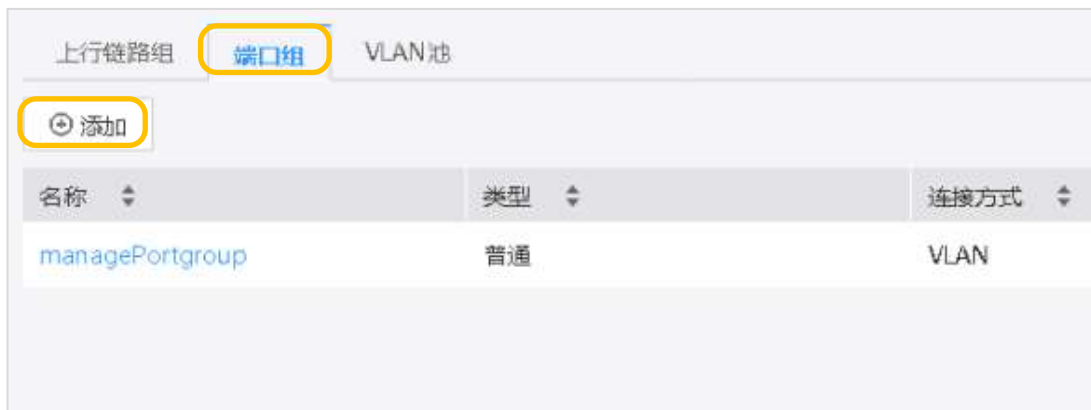 上行链路组 端口组 VLAN池
添加
名称 类型 连接方式
managePortgroup 普通 VLAN